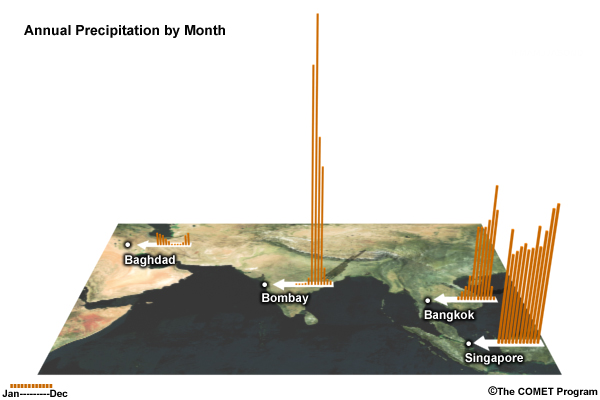 Annual Precipitation by Month
Baghdad
Bombay
Bangkok
Singapore
Jan---------Dec
©The COMET Program